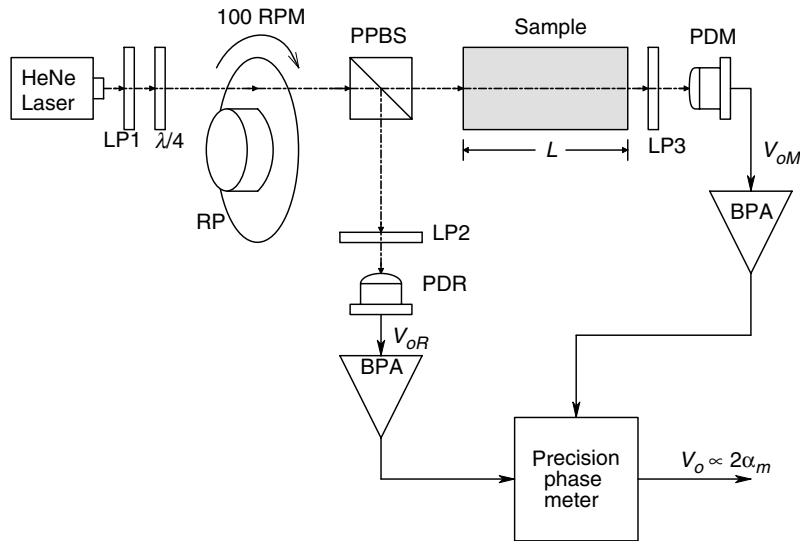 100 RPM
PPBS
Sample
PDM
HeNe
Laser
LP1
λ/4
L
LP3
V_oM
RP
BPA
LP2
PDR
V_oR
BPA
Precision
phase
meter
V_o ∝ 2α_m